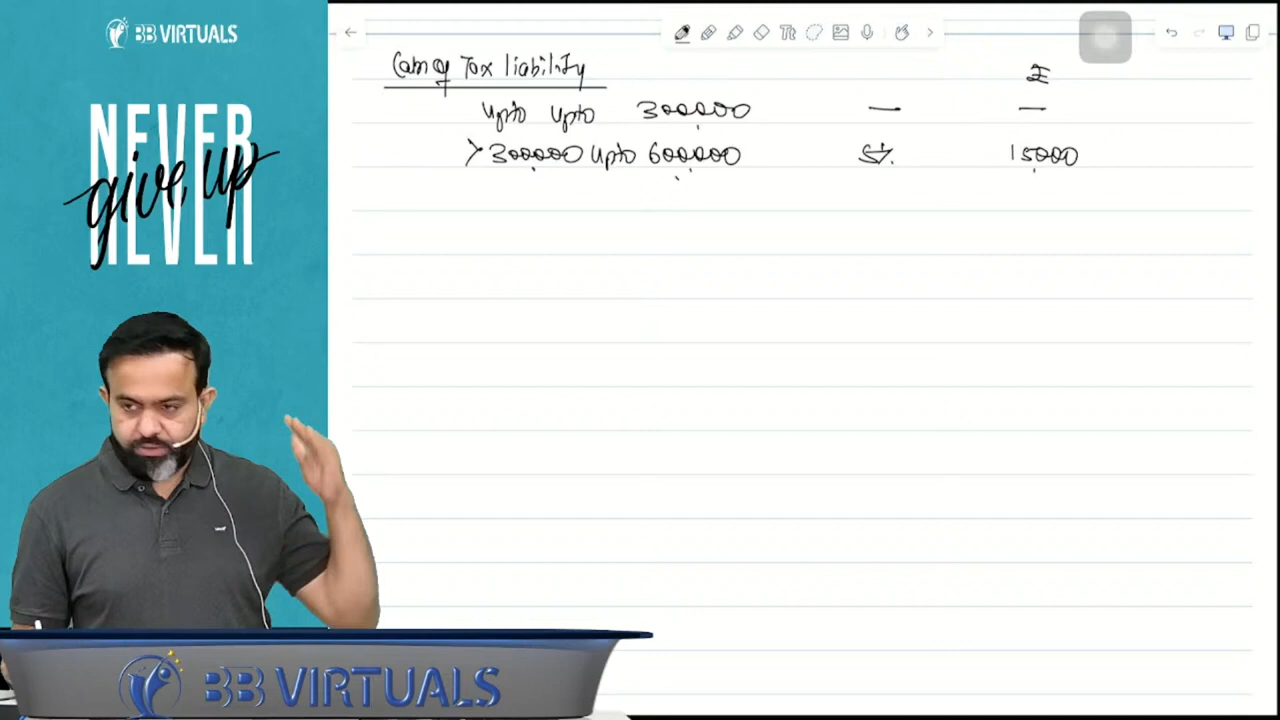 BB VIRTUALS
NEVER
give up
NEVER
Com of Tax liability ₹
upto upto 300000 — —
> 300000 upto 600000 5%. 15000
BB VIRTUALS